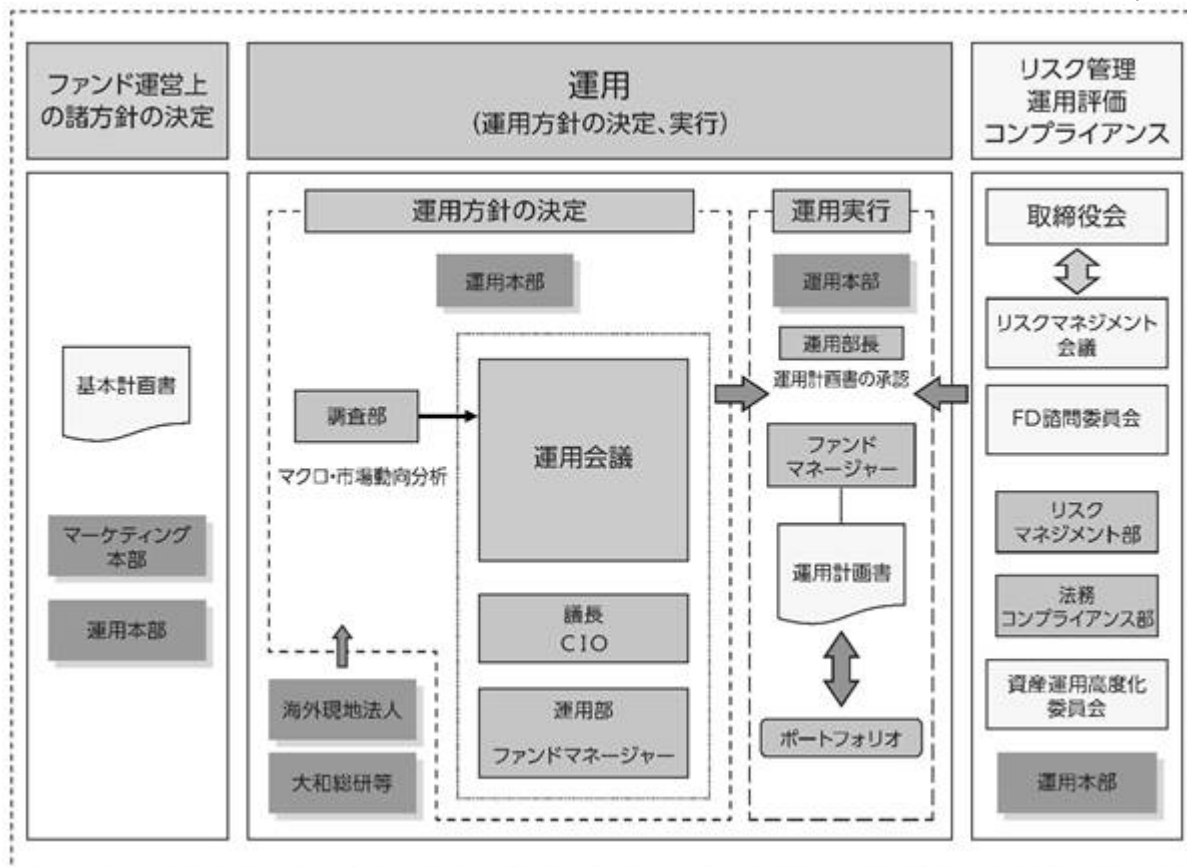 ファンド運営上
の諸方針の決定
運用
(運用方針の決定、実行)
リスク管理
運用評価
コンプライアンス
基本計画書
マーケティング
本部
運用本部
運用方針の決定
運用本部
調査部
マクロ・市場動向分析
運用会議
議長
CIO
運用部
ファンドマネージャー
海外現地法人
大和総研等
運用実行
運用本部
運用部長
運用計画書の承認
ファンド
マネージャー
運用計画書
ポートフォリオ
取締役会
リスクマネジメント
会議
FD諮問委員会
リスク
マネジメント部
法務
コンプライアンス部
資産運用高度化
委員会
運用本部